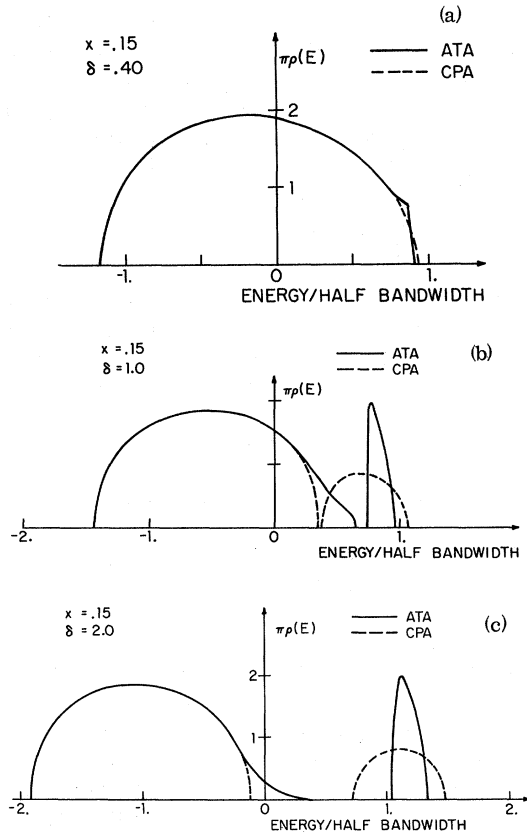 (a)
x = .15
δ = .40
πρ(E)
ATA
CPA
2
1
-1. 0 1.
ENERGY/HALF BANDWIDTH
x = .15
δ = 1.0
ATA
CPA
(b)
πρ(E)
-2. -1. 0 1.
ENERGY/HALF BANDWIDTH
x = .15
δ = 2.0
πρ(E)
ATA
CPA
(c)
2
1
-2. -1. 0 1. 2.
ENERGY/HALF BANDWIDTH